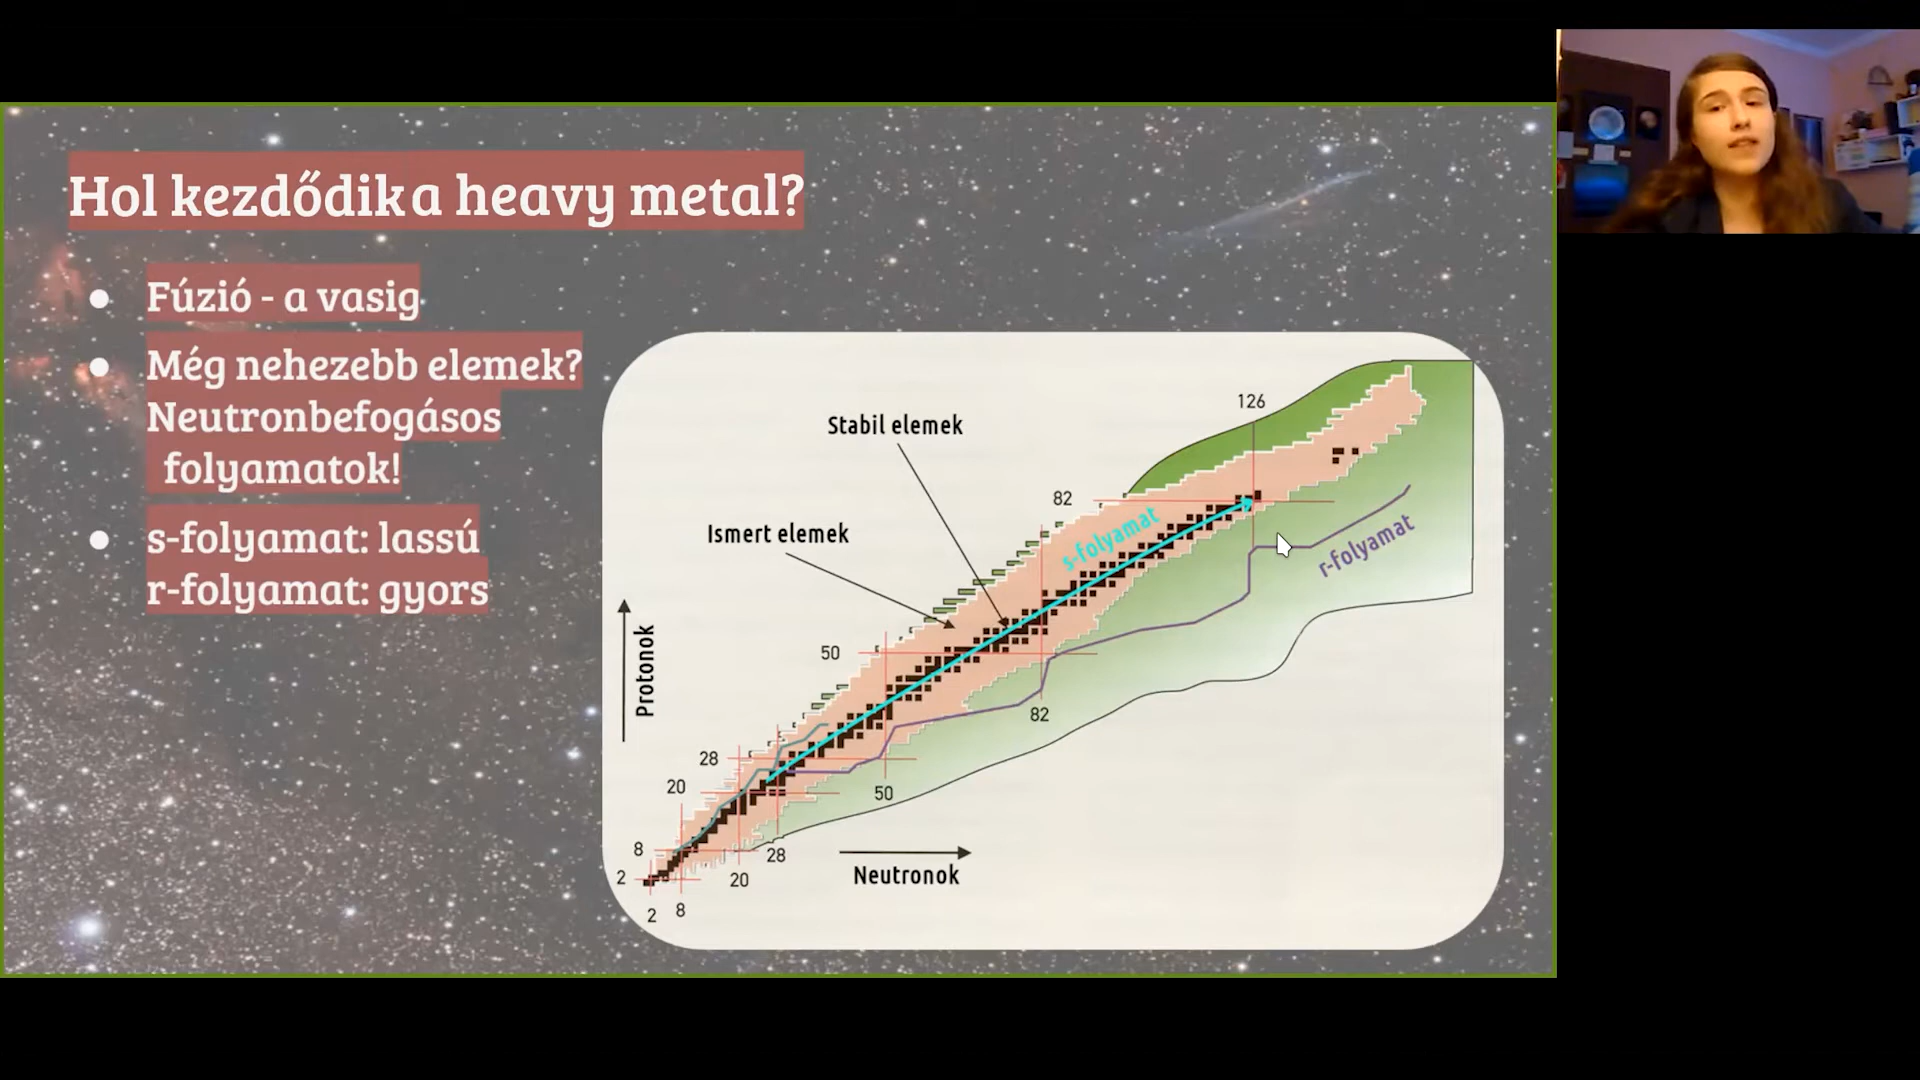 Hol kezdődik a heavy metal?
Fúzió - a vasig
Még nehezebb elemek?
Neutronbefogásos
folyamatok!
s-folyamat: lassú
r-folyamat: gyors
Stabil elemek
Ismert elemek
126
82
s-folyamat
r-folyamat
Protonok
50
82
28
20
50
8
28
2
20
Neutronok
2
8